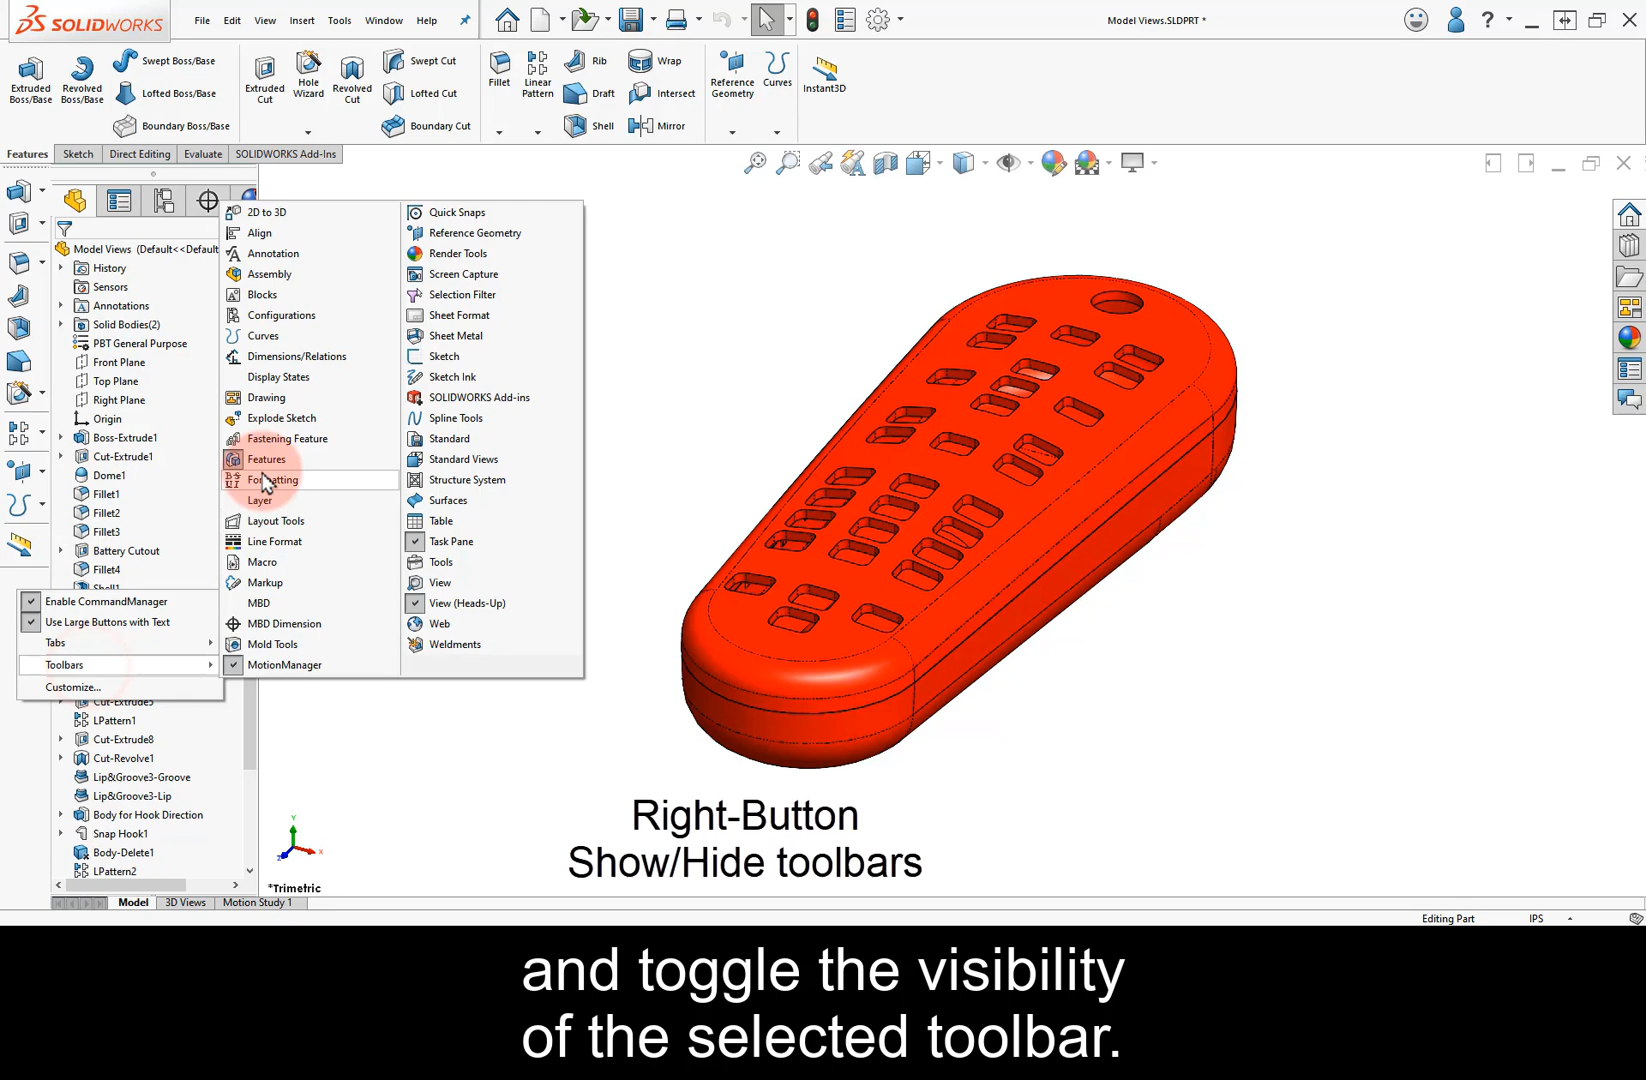 SOLIDWORKS
File Edit View Insert Tools Window Help
Model Views.SLDPRT *
Extruded Boss/Base
Revolved Boss/Base
Swept Boss/Base
Lofted Boss/Base
Boundary Boss/Base
Extruded Cut
Hole Wizard
Revolved Cut
Swept Cut
Lofted Cut
Boundary Cut
Fillet
Linear Pattern
Rib
Draft
Shell
Wrap
Intersect
Mirror
Reference Geometry
Curves
Instant3D
Features Sketch Direct Editing Evaluate SOLIDWORKS Add-Ins
Model Views (Default<<Default
History
Sensors
Annotations
Solid Bodies(2)
PBT General Purpose
Front Plane
Top Plane
Right Plane
Origin
Boss-Extrude1
Cut-Extrude1
Dome1
Fillet1
Fillet2
Fillet3
Battery Cutout
Fillet4
Shell1
Enable CommandManager
Use Large Buttons with Text
Tabs
Toolbars
Customize...
2D to 3D
Align
Annotation
Assembly
Blocks
Configurations
Curves
Dimensions/Relations
Display States
Drawing
Explode Sketch
Fastening Feature
Features
Formatting
Layer
Layout Tools
Line Format
Macro
Markup
MBD
MBD Dimension
Mold Tools
MotionManager
Quick Snaps
Reference Geometry
Render Tools
Screen Capture
Selection Filter
Sheet Format
Sheet Metal
Sketch
Sketch Ink
SOLIDWORKS Add-ins
Spline Tools
Standard
Standard Views
Structure System
Surfaces
Table
Task Pane
Tools
View
View (Heads-Up)
Web
Weldments
LPattern1
Cut-Extrude8
Cut-Revolve1
Lip&Groove3-Groove
Lip&Groove3-Lip
Body for Hook Direction
Snap Hook1
Body-Delete1
LPattern2
Y
X
Z
*Trimetric
Right-Button
Show/Hide toolbars
Model 3D Views Motion Study 1
Editing Part IPS
and toggle the visibility
of the selected toolbar.